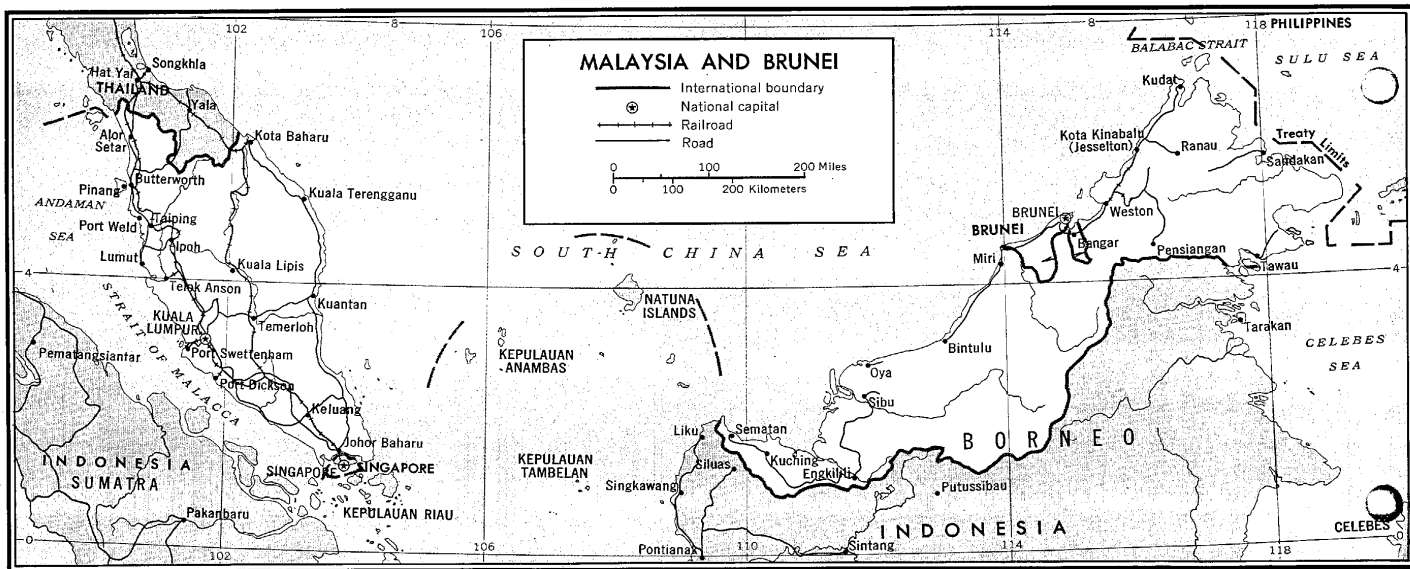 102
8
106
114
8
118
PHILIPPINES
MALAYSIA AND BRUNEI
International boundary
National capital
Railroad
Road
0 100 200 Miles
0 100 200 Kilometers
BALABAC STRAIT
SULU SEA
Songkhla
Hat Yai
THAILAND
Yala
Kudat
Alor
Setar
Kota Baharu
Kota Kinabalu
(Jesselton)
Ranau
Treaty
Limits
Sandakan
Pinang
Butterworth
Kuala Terengganu
ANDAMAN
SEA
Port Weld
Taiping
Ipoh
Lumut
Kuala Lipis
Telok Anson
SOUTH CHINA SEA
BRUNEI
BRUNEI
Weston
Bangar
Miri
Pensiangan
Tawau
4
4
STRAIT OF MALACCA
KUALA
LUMPUR
Kuantan
Temerloh
NATUNA
ISLANDS
Tarakan
Pematangsiantar
Port Swettenham
KEPULAUAN
ANAMBAS
Bintulu
CELEBES
SEA
Port Dickson
Oya
Keluang
Sibu
Johor Baharu
Liku
Sematan
BORNEO
INDONESIA
SUMATRA
SINGAPORE
SINGAPORE
KEPULAUAN
TAMBELAN
Siluas
Kuching
Engkilili
Singkawang
Putussibau
KEPULAUAN RIAU
Pakanbaru
INDONESIA
CELEBES
0
102
106
Pontianak
110
Sintang
114
118